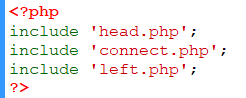 <?php
include 'head.php';
include 'connect.php';
include 'left.php';
?>